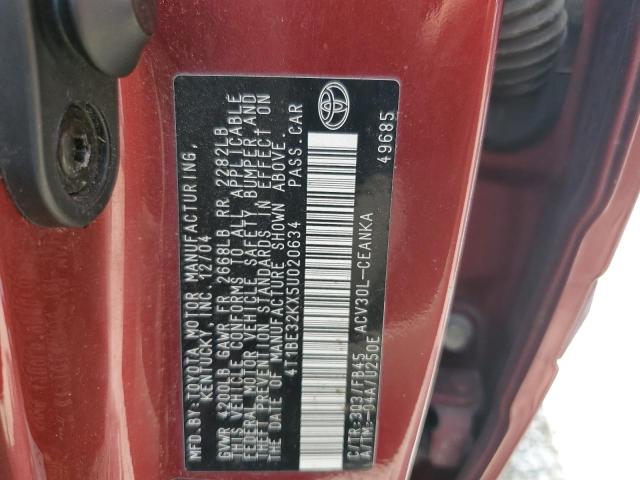 MFD.BY:TOYOTA MOTOR MANUFACTURING,
KENTUCKY, INC. 12/04
GVWR 4200LB GAWR FR 2668LB RR 2282LB
THIS VEHICLE CONFORMS TO ALL APPLICABLE
FEDERAL MOTOR VEHICLE SAFETY BUMPER,AND
THEFT PREVENTION STANDARDS IN EFFECT ON
THE DATE OF MANUFACTURE SHOWN ABOVE.
4T1BE32KX5U020634 PASS.CAR
C/TR:3Q3/FB45 ACV30L-CEANKA
A/TM:-04A/U250E 49685